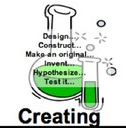 Design...
Construct...
Make an original...
invent...
Hypothesize...
Test it...
Creating